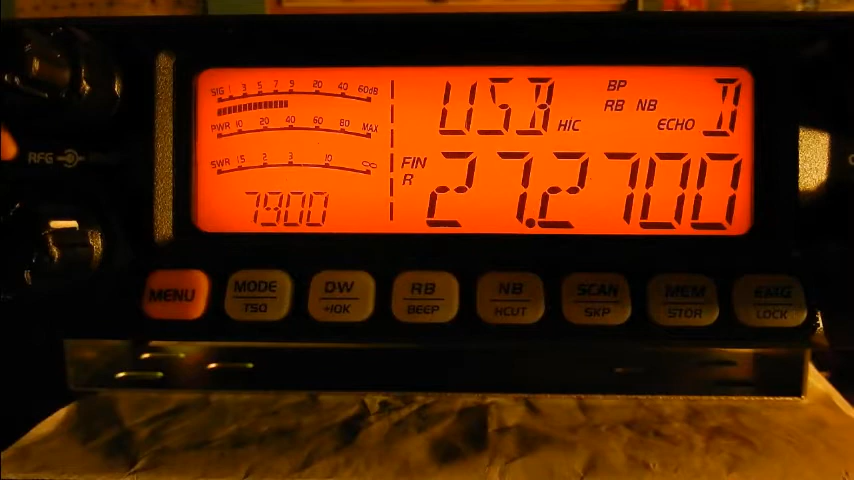 SIG 1 3 5 7 9 20 40 60dB
PWR 10 20 40 60 80 MAX
SWR 1.5 2 3 10 ∞
7900
USB HIC
BP
RB NB
ECHO
FIN
R
27.2700
RFG
MENU
MODE
TSQ
DW
+10K
RB
BEEP
NB
HCUT
SCAN
SKP
MEM
STOR
EMG
LOCK